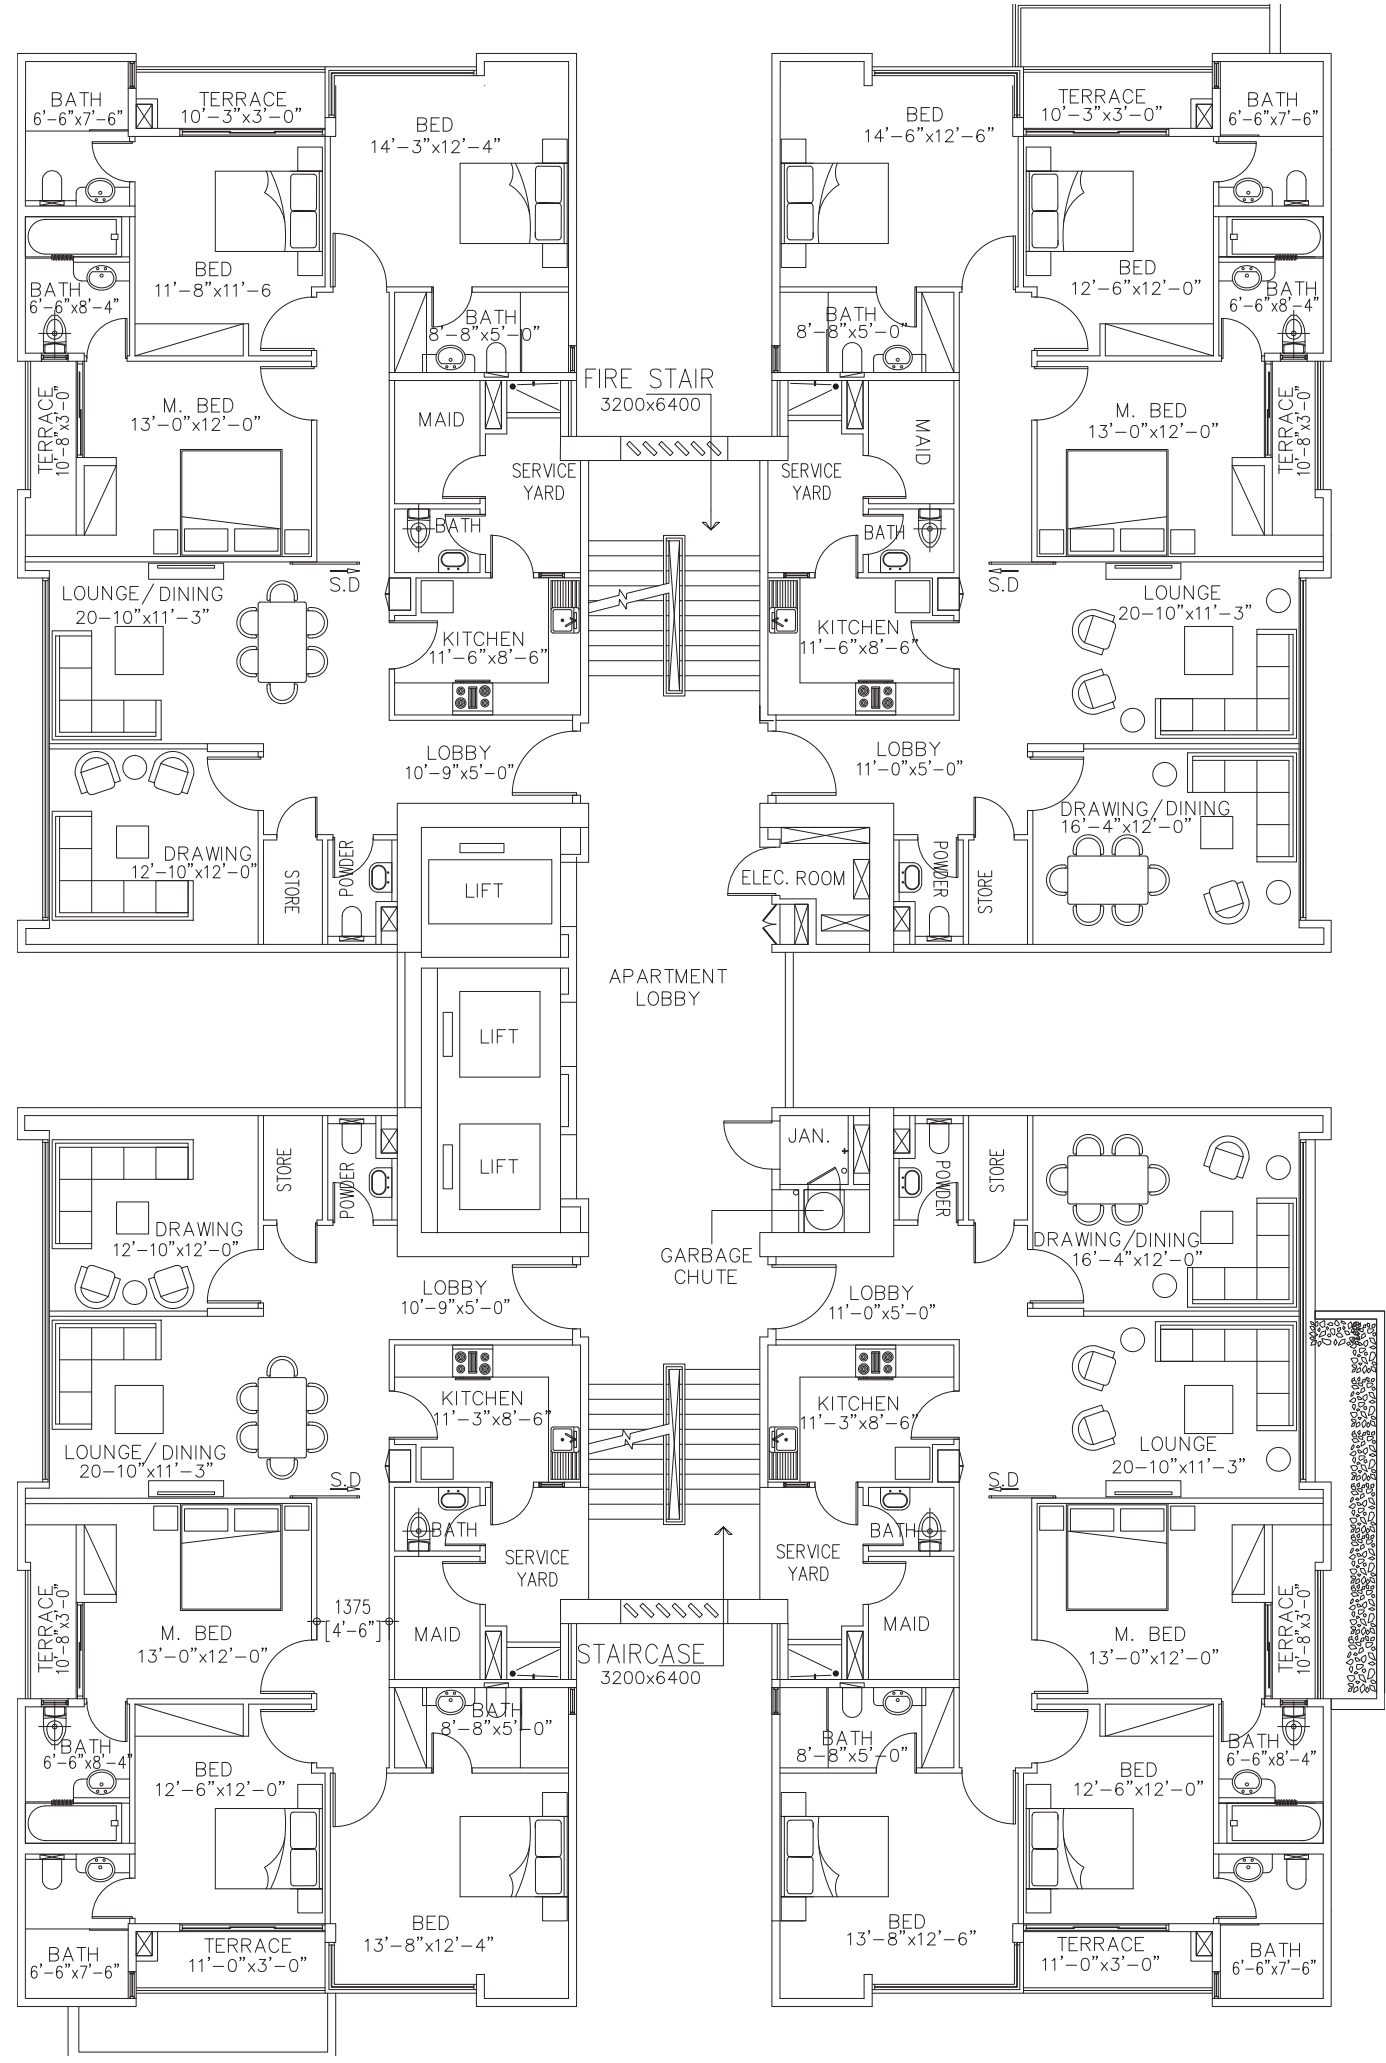 BATH
6'-6"x7'-6"
TERRACE
10'-3"x3'-0"
BED
14'-3"x12'-4"
BED
11'-8"x11'-6
BATH
6'-6"x8'-4"
BATH
8'-8"x5'-0"
TERRACE
10'-8"x3'-0"
M. BED
13'-0"x12'-0"
MAID
SERVICE
YARD
BATH
S.D
LOUNGE/DINING
20-10"x11'-3"
KITCHEN
11'-6"x8'-6"
LOBBY
10'-9"x5'-0"
DRAWING
12'-10"x12'-0"
STORE
POWDER
LIFT
FIRE STAIR
3200x6400
BED
14'-6"x12'-6"
TERRACE
10'-3"x3'-0"
BATH
6'-6"x7'-6"
BED
12'-6"x12'-0"
BATH
6'-6"x8'-4"
BATH
8'-8"x5'-0"
M. BED
13'-0"x12'-0"
TERRACE
10'-8"x3'-0"
MAID
SERVICE
YARD
BATH
S.D
LOUNGE
20-10"x11'-3"
KITCHEN
11'-6"x8'-6"
LOBBY
11'-0"x5'-0"
DRAWING/DINING
16'-4"x12'-0"
ELEC. ROOM
POWDER
STORE
APARTMENT
LOBBY
LIFT
LIFT
JAN.
GARBAGE
CHUTE
STORE
POWDER
DRAWING
12'-10"x12'-0"
LOBBY
10'-9"x5'-0"
KITCHEN
11'-3"x8'-6"
LOUNGE/DINING
20-10"x11'-3"
S.D
BATH
SERVICE
YARD
TERRACE
10'-8"x3'-0"
M. BED
13'-0"x12'-0"
1375
[4'-6"]
MAID
STAIRCASE
3200x6400
BATH
8'-8"x5'-0"
BATH
6'-6"x8'-4"
BED
12'-6"x12'-0"
BED
13'-8"x12'-4"
BATH
6'-6"x7'-6"
TERRACE
11'-0"x3'-0"
POWDER
STORE
DRAWING/DINING
16'-4"x12'-0"
LOBBY
11'-0"x5'-0"
KITCHEN
11'-3"x8'-6"
LOUNGE
20-10"x11'-3"
S.D
BATH
SERVICE
YARD
MAID
M. BED
13'-0"x12'-0"
TERRACE
10'-8"x3'-0"
BATH
8'-8"x5'-0"
BATH
6'-6"x8'-4"
BED
12'-6"x12'-0"
BED
13'-8"x12'-6"
TERRACE
11'-0"x3'-0"
BATH
6'-6"x7'-6"